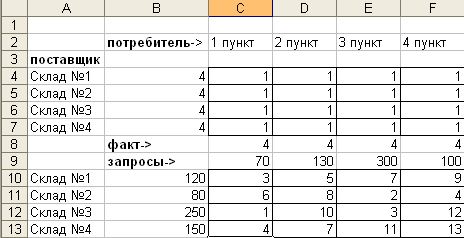 A B C D E F
1
2 потребитель-> 1 пункт 2 пункт 3 пункт 4 пункт
3 поставщик
4 Склад №1 4 1 1 1 1
5 Склад №2 4 1 1 1 1
6 Склад №3 4 1 1 1 1
7 Склад №4 4 1 1 1 1
8 факт-> 4 4 4 4
9 запросы-> 70 130 300 100
10 Склад №1 120 3 5 7 9
11 Склад №2 80 6 8 2 4
12 Склад №3 250 1 10 3 12
13 Склад №4 150 4 7 11 13